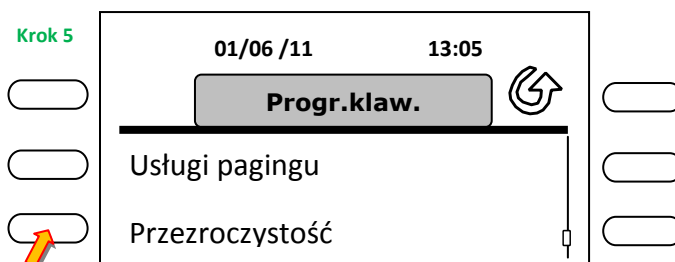 Krok 5
01/06 /11 13:05
Progr.klaw.
Usługi pagingu
Przezroczystość